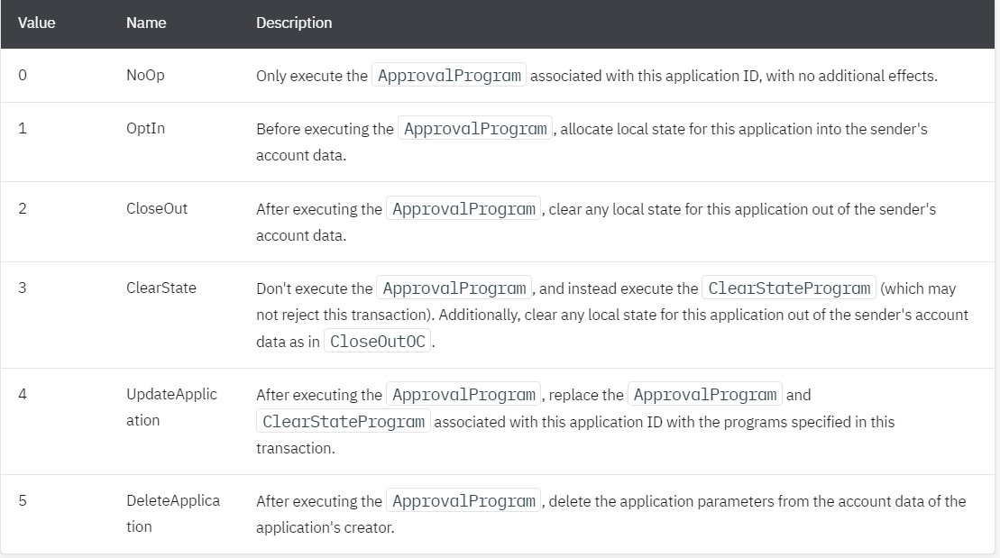 Value Name Description
0 NoOp Only execute the ApprovalProgram associated with this application ID, with no additional effects.
1 OptIn Before executing the ApprovalProgram, allocate local state for this application into the sender's
account data.
2 CloseOut After executing the ApprovalProgram, clear any local state for this application out of the sender's
account data.
3 ClearState Don't execute the ApprovalProgram, and instead execute the ClearStateProgram (which may
not reject this transaction). Additionally, clear any local state for this application out of the sender's account
data as in CloseOutOC.
4 UpdateApplic After executing the ApprovalProgram, replace the ApprovalProgram and
ation ClearStateProgram associated with this application ID with the programs specified in this
transaction.
5 DeleteApplica After executing the ApprovalProgram, delete the application parameters from the account data of the
tion application's creator.